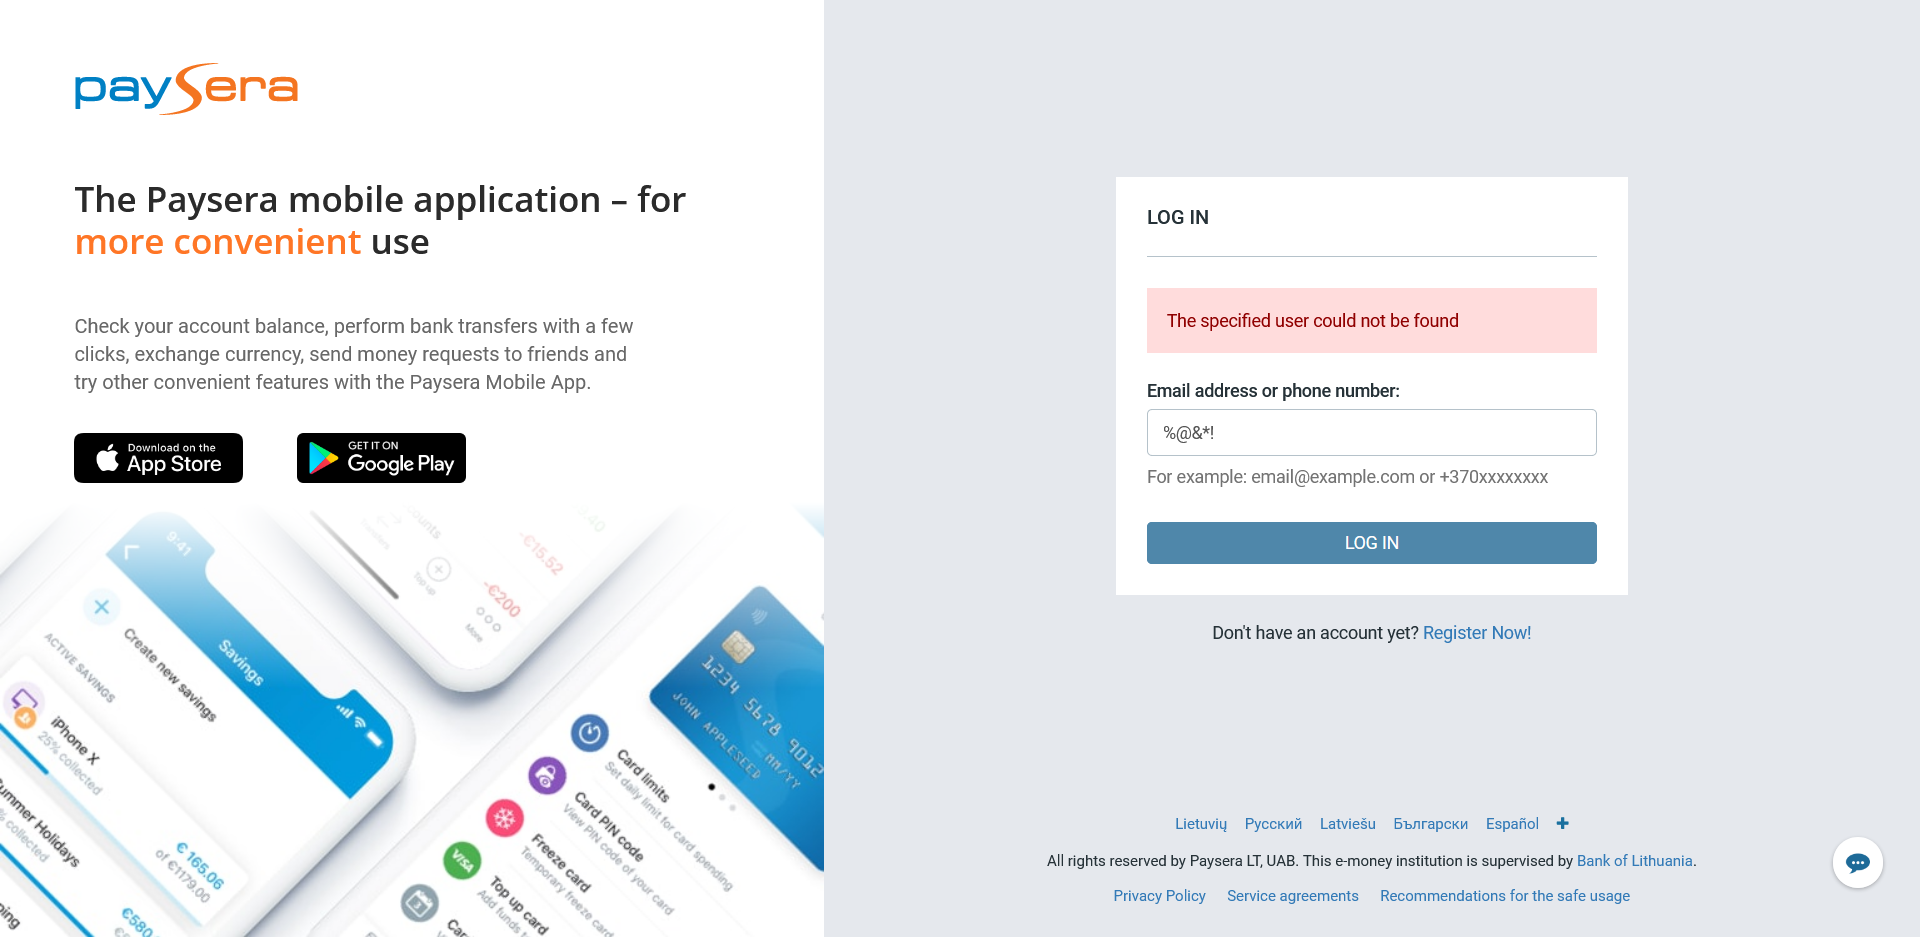 paysera
The Paysera mobile application – for
more convenient use
Check your account balance, perform bank transfers with a few
clicks, exchange currency, send money requests to friends and
try other convenient features with the Paysera Mobile App.
Download on the
App Store
GET IT ON
Google Play
9:41
Savings
Create new savings
ACTIVE SAVINGS
iPhone X
25% collected
€ 165.06
of €1179.00
ummer Holidays
% collected
€580
ping
counts
Transfers
Top up
More
-€15.52
-€200
1234 5678 9012
MM/YY
JOHN APPLESEED
Card limits
Set daily limit for card spending
Card PIN code
View PIN code of your card
Freeze card
Temporary freeze card
VISA
Top up card
Add funds t
LOG IN
The specified user could not be found
Email address or phone number:
%@&*!
For example: email@example.com or +370xxxxxxxx
LOG IN
Don't have an account yet? Register Now!
Lietuvių Русский Latviešu Български Español
All rights reserved by Paysera LT, UAB. This e-money institution is supervised by Bank of Lithuania.
Privacy Policy Service agreements Recommendations for the safe usage